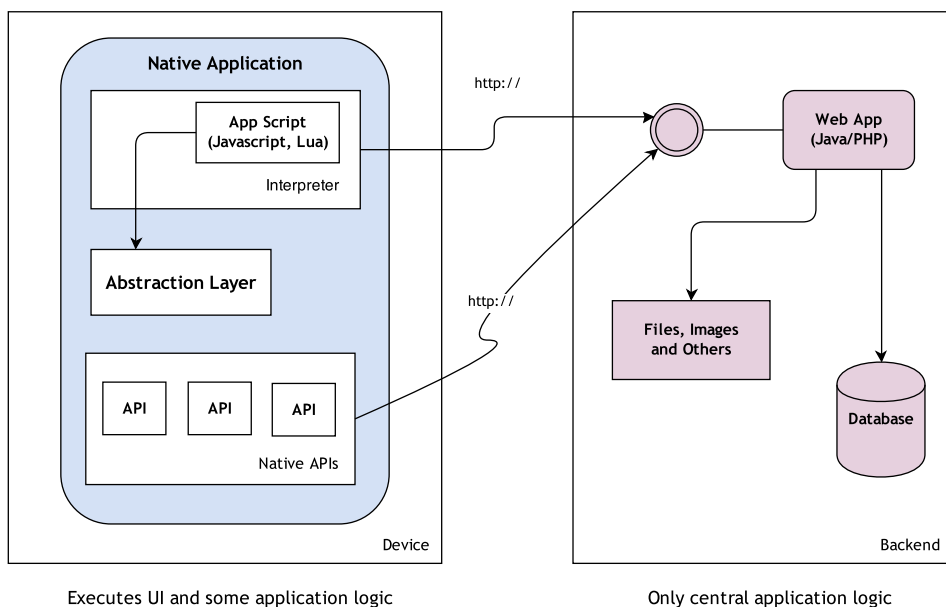 Native Application
App Script
(Javascript, Lua)
Interpreter
Abstraction Layer
API
API
API
Native APIs
Device
http://
http://
Web App
(Java/PHP)
Files, Images
and Others
Database
Backend
Executes UI and some application logic
Only central application logic